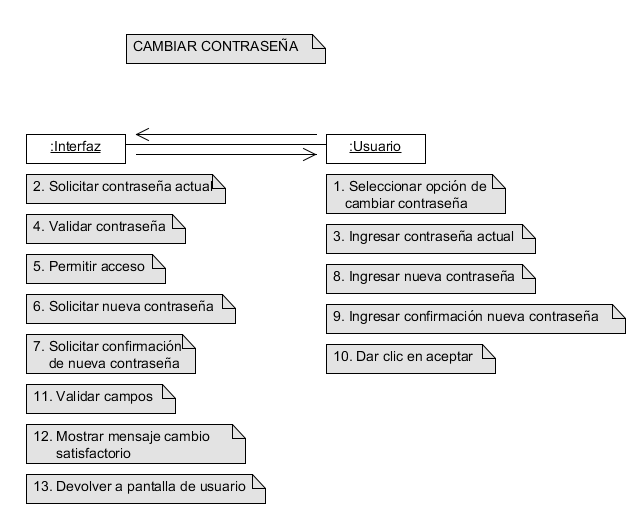 CAMBIAR CONTRASEÑA
:Interfaz
:Usuario
2. Solicitar contraseña actual
4. Validar contraseña
5. Permitir acceso
6. Solicitar nueva contraseña
7. Solicitar confirmación
de nueva contraseña
11. Validar campos
12. Mostrar mensaje cambio
satisfactorio
13. Devolver a pantalla de usuario
1. Seleccionar opción de
cambiar contraseña
3. Ingresar contraseña actual
8. Ingresar nueva contraseña
9. Ingresar confirmación nueva contraseña
10. Dar clic en aceptar